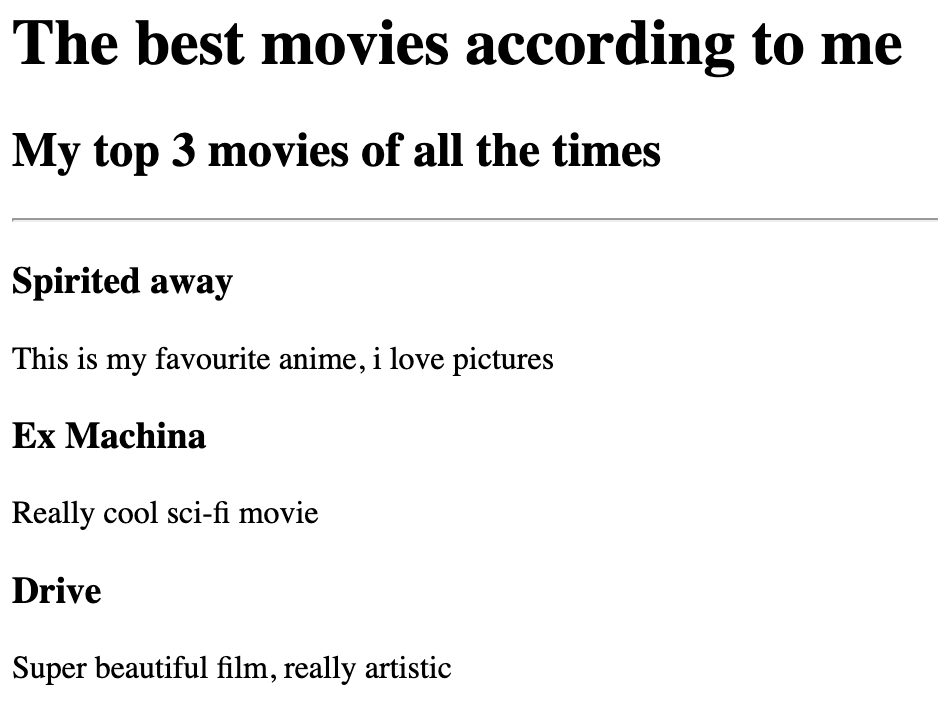 The best movies according to me
My top 3 movies of all the times
Spirited away
This is my favourite anime, i love pictures
Ex Machina
Really cool sci-fi movie
Drive
Super beautiful film, really artistic